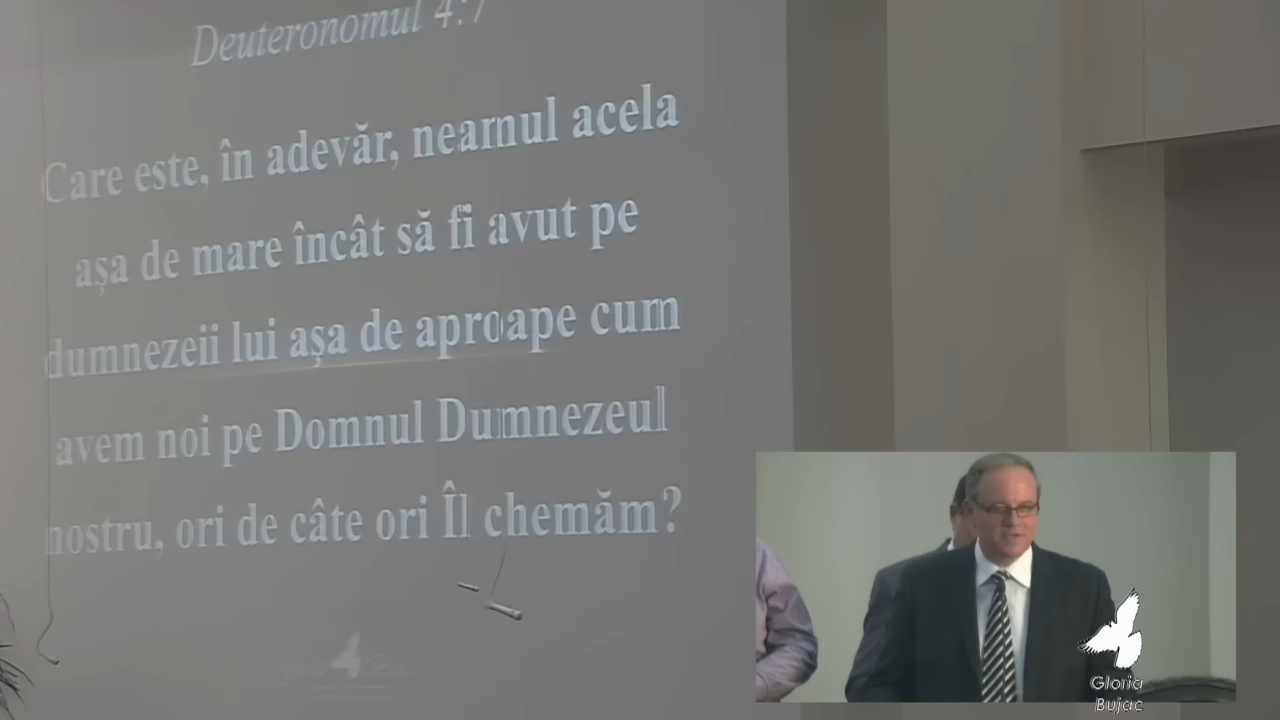 Deuteronomul 4:7
Care este, în adevăr, neamul acela
așa de mare încât să fi avut pe
dumnezeii lui așa de aproape cum
avem noi pe Domnul Dumnezeul
nostru, ori de câte ori Îl chemăm?
Gloria
Bujac